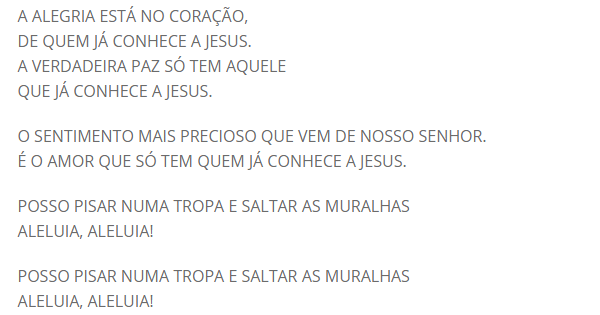 A ALEGRIA ESTÁ NO CORAÇÃO,
DE QUEM JÁ CONHECE A JESUS.
A VERDADEIRA PAZ SÓ TEM AQUELE
QUE JÁ CONHECE A JESUS.
O SENTIMENTO MAIS PRECIOSO QUE VEM DE NOSSO SENHOR.
É O AMOR QUE SÓ TEM QUEM JÁ CONHECE A JESUS.
POSSO PISAR NUMA TROPA E SALTAR AS MURALHAS
ALELUIA, ALELUIA!
POSSO PISAR NUMA TROPA E SALTAR AS MURALHAS
ALELUIA, ALELUIA!